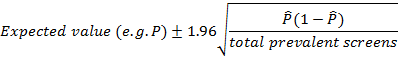 Expected value (e.g. P) ± 1.96 √(P̂(1 − P̂) / total prevalent screens)